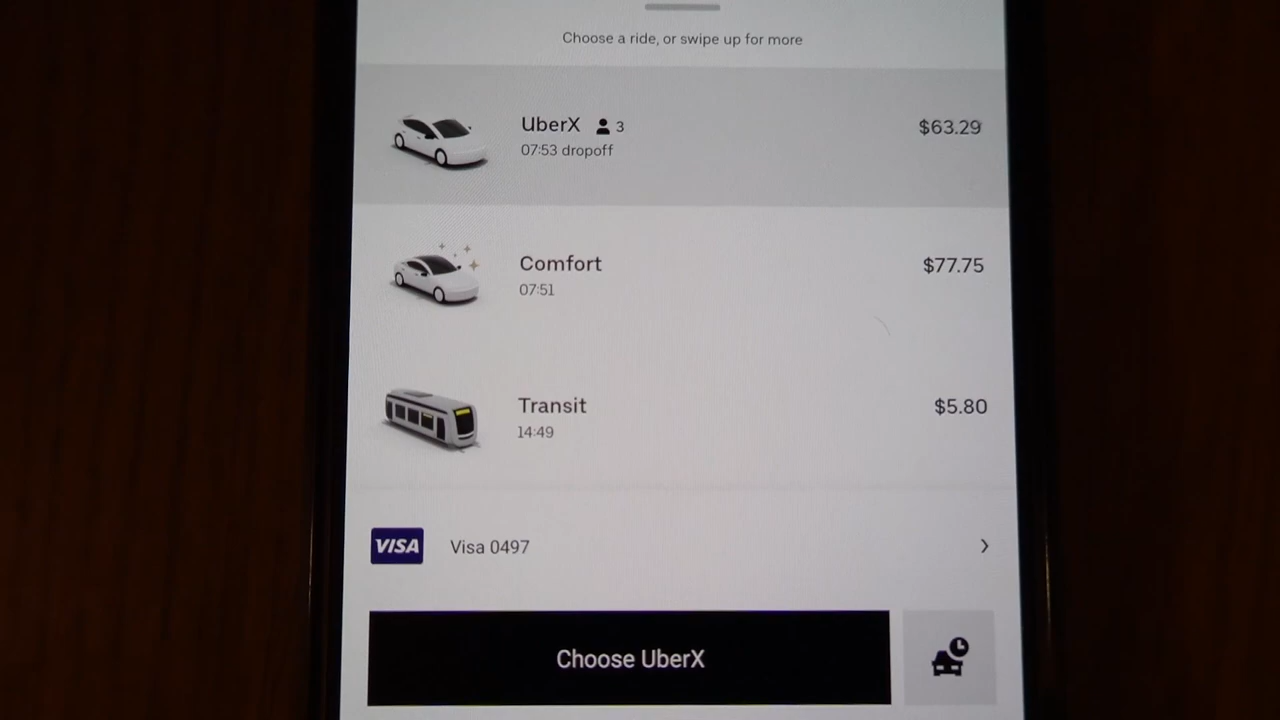 Choose a ride, or swipe up for more
UberX 3
$63.29
07:53 dropoff
Comfort
$77.75
07:51
Transit
$5.80
14:49
VISA
Visa 0497
Choose UberX